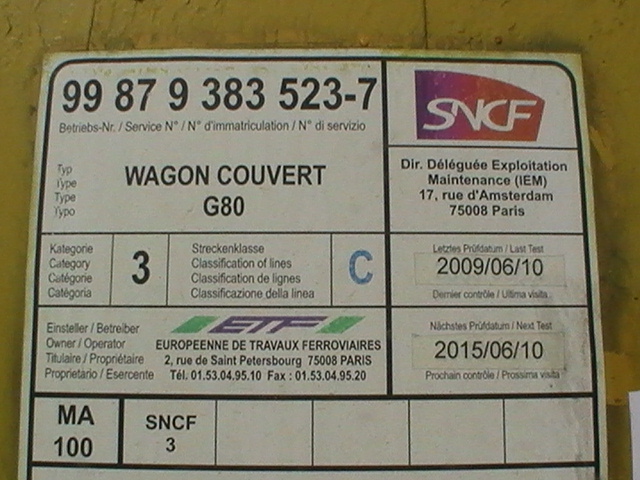 99 87 9 383 523-7
Betriebs-Nr. / Service N° / N° d'immatriculation / N° di servizio
SNCF
Dir. Déléguée Exploitation
Maintenance (IEM)
17, rue d'Amsterdam
75008 Paris
Typ
Type
Type
Typo
WAGON COUVERT
G80
Kategorie
Category
Catégorie
Catégoria
3
Streckenklasse
Classification of lines
Classification de lignes
Classificazione della linea
C
Letztes Prüfdatum / Last Test
2009/06/10
Dernier contrôle / Ultima visita
Einsteller / Betreiber
Owner / Operator
Titulaire / Propriétaire
Proprietario / Esercente
ETF
EUROPEENNE DE TRAVAUX FERROVIAIRES
2, rue de Saint Petersbourg 75008 PARIS
Tél. 01.53.04.95.10 Fax : 01.53.04.95.20
Nächstes Prüfdatum / Next Test
2015/06/10
Prochain contrôle / Prossima visita
MA
100
SNCF
3